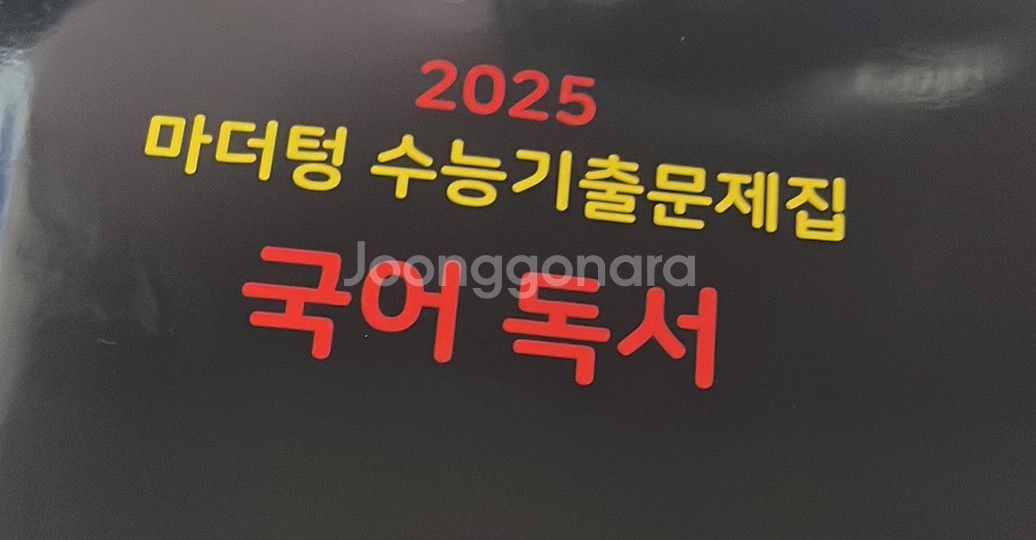 2025
마더텅 수능기출문제집
국어 독서
Joonggonara